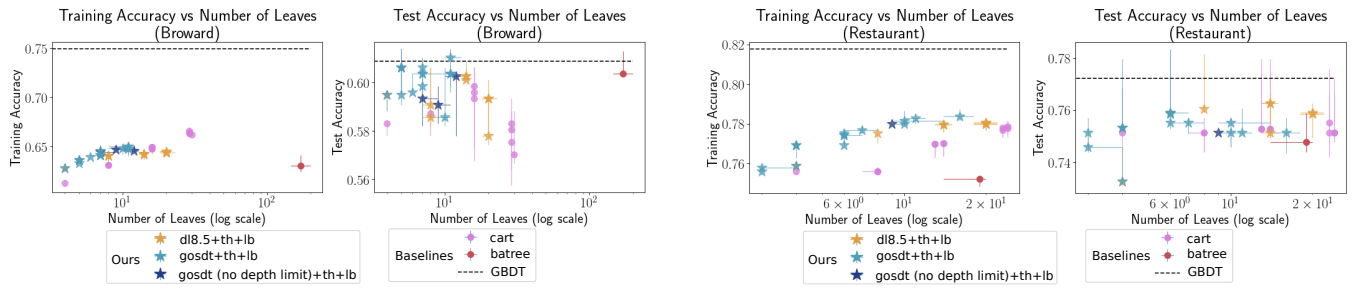 Training Accuracy vs Number of Leaves
(Broward)
0.75
0.70
0.65
Training Accuracy
10¹
10²
Number of Leaves (log scale)
Test Accuracy vs Number of Leaves
(Broward)
0.60
0.58
0.56
Test Accuracy
10¹
10²
Number of Leaves (log scale)
Ours
dl8.5+th+lb
gosdt+th+lb
gosdt (no depth limit)+th+lb
Baselines
cart
batree
GBDT
Training Accuracy vs Number of Leaves
(Restaurant)
0.82
0.80
0.78
0.76
Training Accuracy
6 × 10⁰
10¹
2 × 10¹
Number of Leaves (log scale)
Test Accuracy vs Number of Leaves
(Restaurant)
0.78
0.76
0.74
Test Accuracy
6 × 10⁰
10¹
2 × 10¹
Number of Leaves (log scale)
Ours
dl8.5+th+lb
gosdt+th+lb
gosdt (no depth limit)+th+lb
Baselines
cart
batree
GBDT